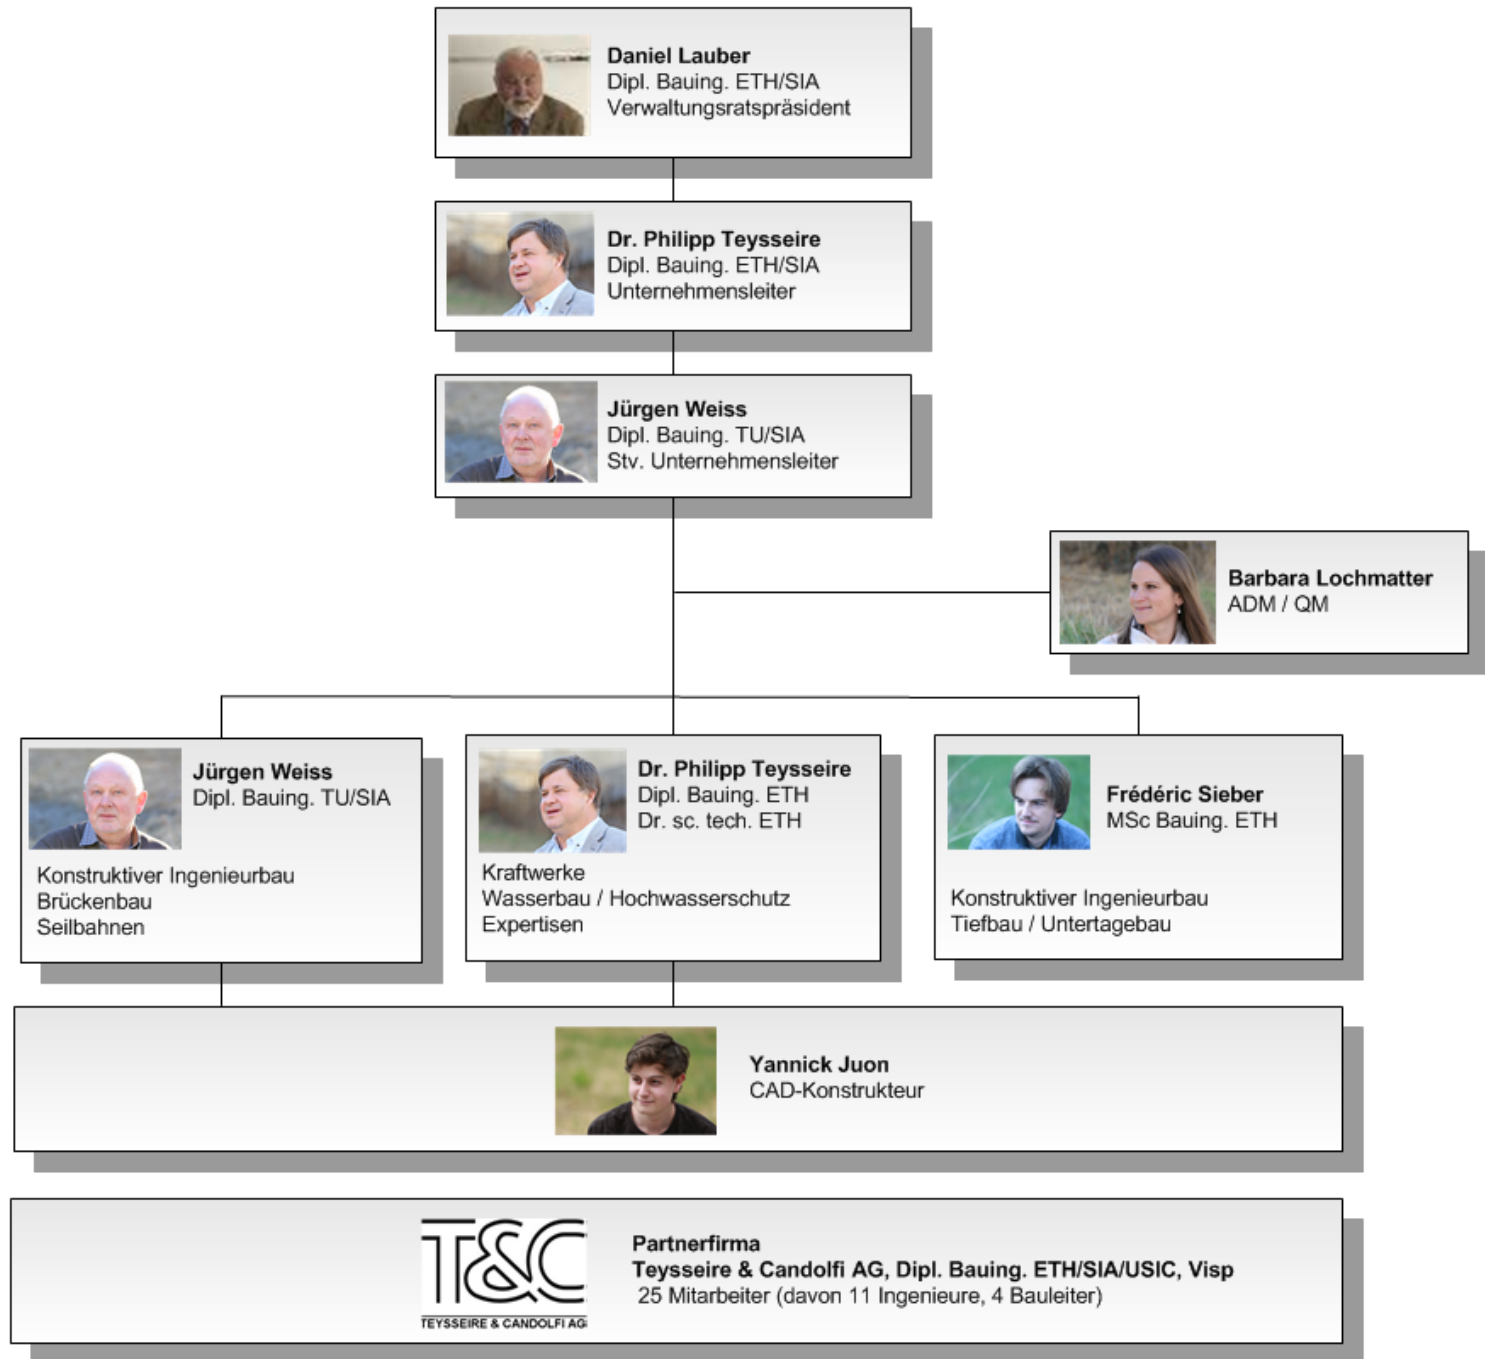 Daniel Lauber
Dipl. Bauing. ETH/SIA
Verwaltungsratspräsident
Dr. Philipp Teysseire
Dipl. Bauing. ETH/SIA
Unternehmensleiter
Jürgen Weiss
Dipl. Bauing. TU/SIA
Stv. Unternehmensleiter
Barbara Lochmatter
ADM / QM
Jürgen Weiss
Dipl. Bauing. TU/SIA
Konstruktiver Ingenieurbau
Brückenbau
Seilbahnen
Dr. Philipp Teysseire
Dipl. Bauing. ETH
Dr. sc. tech. ETH
Kraftwerke
Wasserbau / Hochwasserschutz
Expertisen
Frédéric Sieber
MSc Bauing. ETH
Konstruktiver Ingenieurbau
Tiefbau / Untertagebau
Yannick Juon
CAD-Konstrukteur
T&C
TEYSSEIRE & CANDOLFI AG
Partnerfirma
Teysseire & Candolfi AG, Dipl. Bauing. ETH/SIA/USIC, Visp
25 Mitarbeiter (davon 11 Ingenieure, 4 Bauleiter)